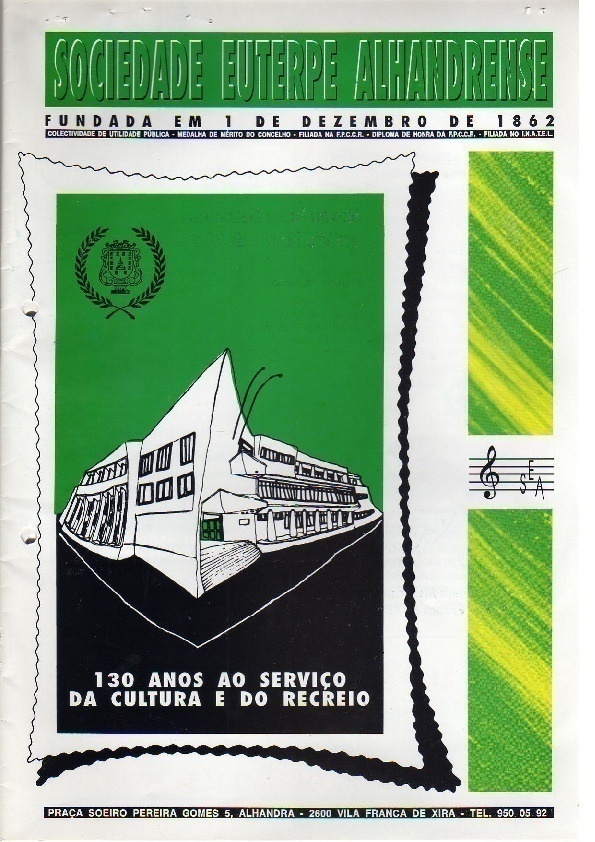 SOCIEDADE EUTERPE ALHANDRENSE
FUNDADA EM 1 DE DEZEMBRO DE 1862
COLECTIVIDADE DE UTILIDADE PÚBLICA - MEDALHA DE MÉRITO DO CONCELHO - FILIADA NA F.P.C.C.R. - DIPLOMA DE HONRA DA F.P.C.C.R. - FILIADA NO I.N.A.T.E.L.
SEA
130 ANOS AO SERVIÇO
DA CULTURA E DO RECREIO
PRAÇA SOEIRO PEREIRA GOMES 5, ALHANDRA - 2600 VILA FRANCA DE XIRA - TEL. 950 05 92